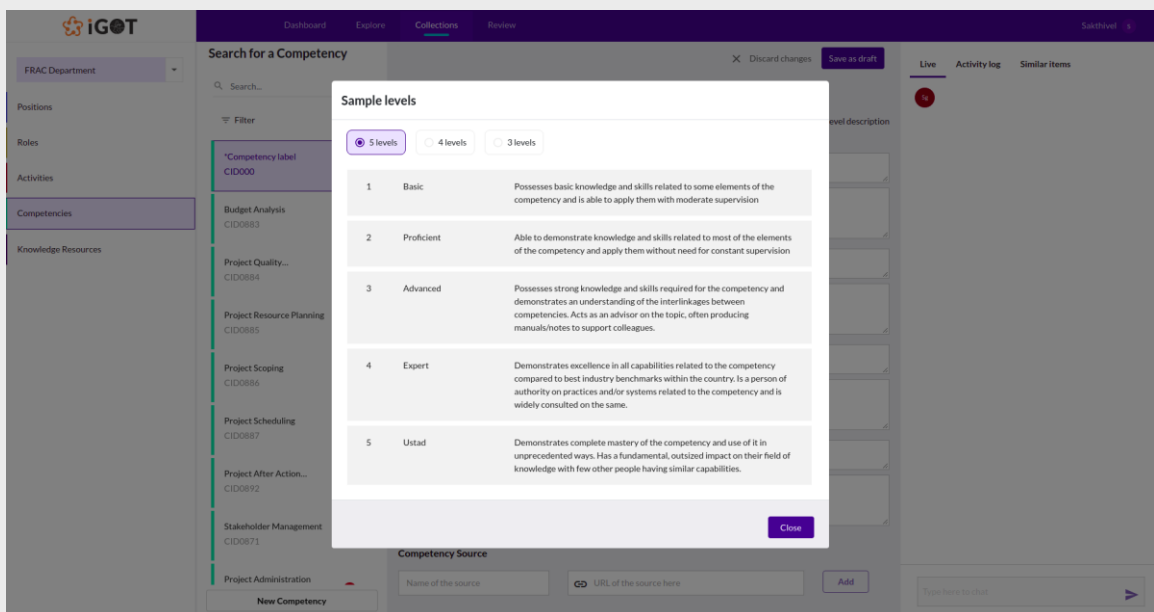 iGOT
Dashboard Explore Collections Review Sakthivel
FRAC Department
Positions
Roles
Activities
Competencies
Knowledge Resources
Search for a Competency
Search...
Filter
*Competency label
CID000
Budget Analysis
CID0883
Project Quality...
CID0884
Project Resource Planning
CID0885
Project Scoping
CID0886
Project Scheduling
CID0887
Project After Action...
CID0892
Stakeholder Management
CID0871
Project Administration
New Competency
Discard changes Save as draft
evel description
Sample levels
5 levels 4 levels 3 levels
1 Basic Possesses basic knowledge and skills related to some elements of the
competency and is able to apply them with moderate supervision
2 Proficient Able to demonstrate knowledge and skills related to most of the elements
of the competency and apply them without need for constant supervision
3 Advanced Possesses strong knowledge and skills required for the competency and
demonstrates an understanding of the interlinkages between
competencies. Acts as an advisor on the topic, often producing
manuals/notes to support colleagues.
4 Expert Demonstrates excellence in all capabilities related to the competency
compared to best industry benchmarks within the country. Is a person of
authority on practices and/or systems related to the competency and is
widely consulted on the same.
5 Ustad Demonstrates complete mastery of the competency and use of it in
unprecedented ways. Has a fundamental, outsized impact on their field of
knowledge with few other people having similar capabilities.
Close
Competency Source
Name of the source URL of the source here Add
Live Activity log Similar items
Type here to chat